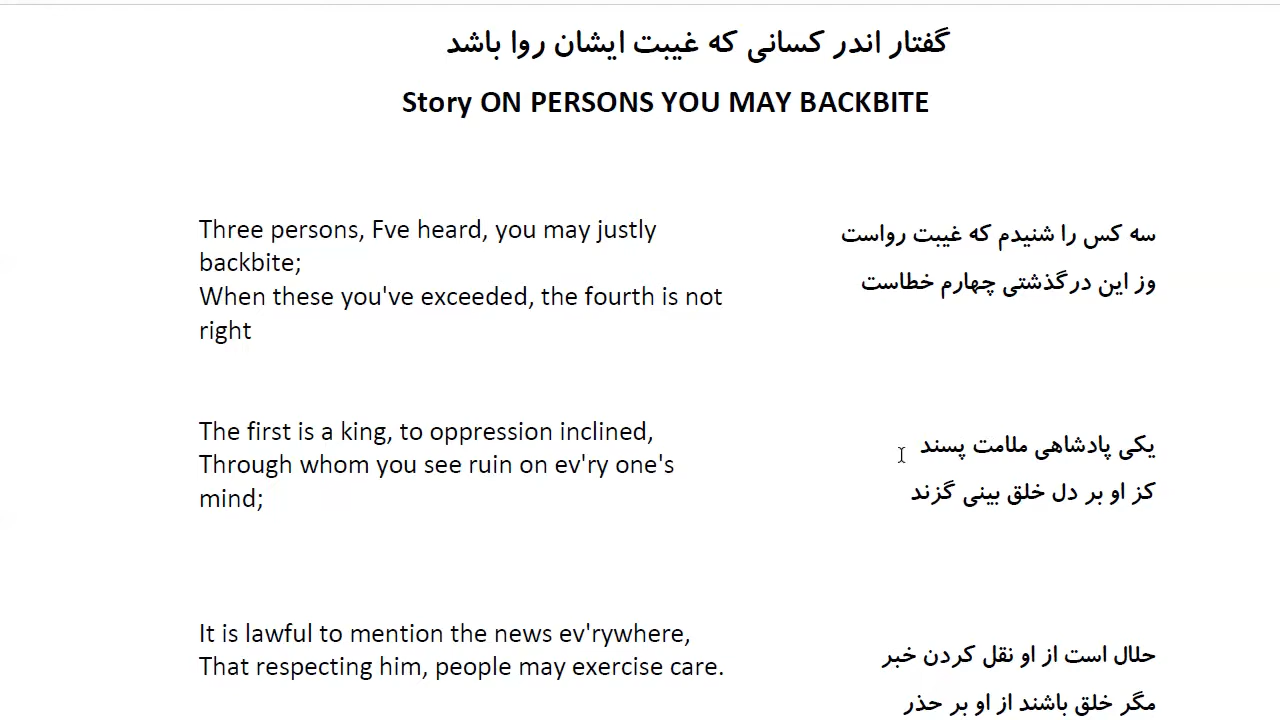 گفتار اندر کسانی که غیبت ایشان روا باشد
Story ON PERSONS YOU MAY BACKBITE
Three persons, Fve heard, you may justly
backbite;
When these you've exceeded, the fourth is not
right
سه کس را شنیدم که غیبت رواست
وز این درگذشتی چهارم خطاست
The first is a king, to oppression inclined,
Through whom you see ruin on ev'ry one's
mind;
یکی پادشاهی ملامت پسند
کز او بر دل خلق بینی گزند
It is lawful to mention the news ev'rywhere,
That respecting him, people may exercise care.
حلال است از او نقل کردن خبر
مگر خلق باشند از او بر حذر